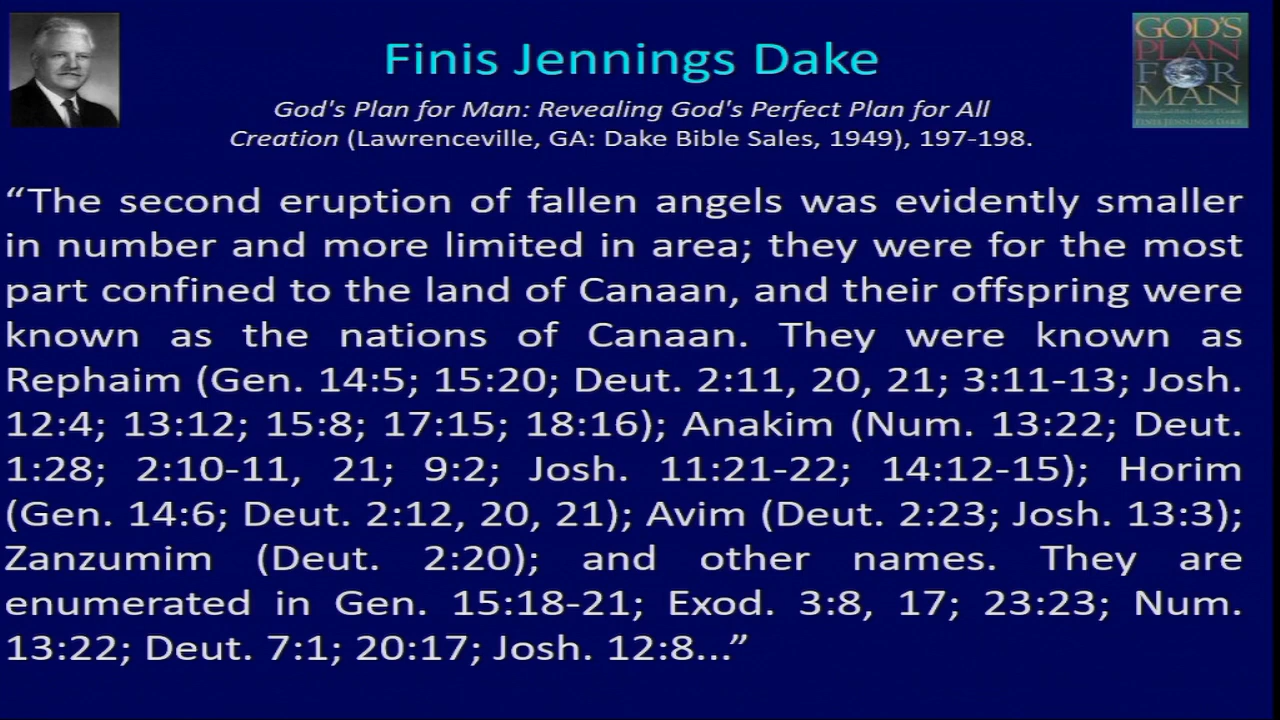 GOD'S
PLAN
FOR
MAN
FINIS JENNINGS DAKE
Finis Jennings Dake
God's Plan for Man: Revealing God's Perfect Plan for All
Creation (Lawrenceville, GA: Dake Bible Sales, 1949), 197-198.
“The second eruption of fallen angels was evidently smaller
in number and more limited in area; they were for the most
part confined to the land of Canaan, and their offspring were
known as the nations of Canaan. They were known as
Rephaim (Gen. 14:5; 15:20; Deut. 2:11, 20, 21; 3:11-13; Josh.
12:4; 13:12; 15:8; 17:15; 18:16); Anakim (Num. 13:22; Deut.
1:28; 2:10-11, 21; 9:2; Josh. 11:21-22; 14:12-15); Horim
(Gen. 14:6; Deut. 2:12, 20, 21); Avim (Deut. 2:23; Josh. 13:3);
Zanzumim (Deut. 2:20); and other names. They are
enumerated in Gen. 15:18-21; Exod. 3:8, 17; 23:23; Num.
13:22; Deut. 7:1; 20:17; Josh. 12:8...”